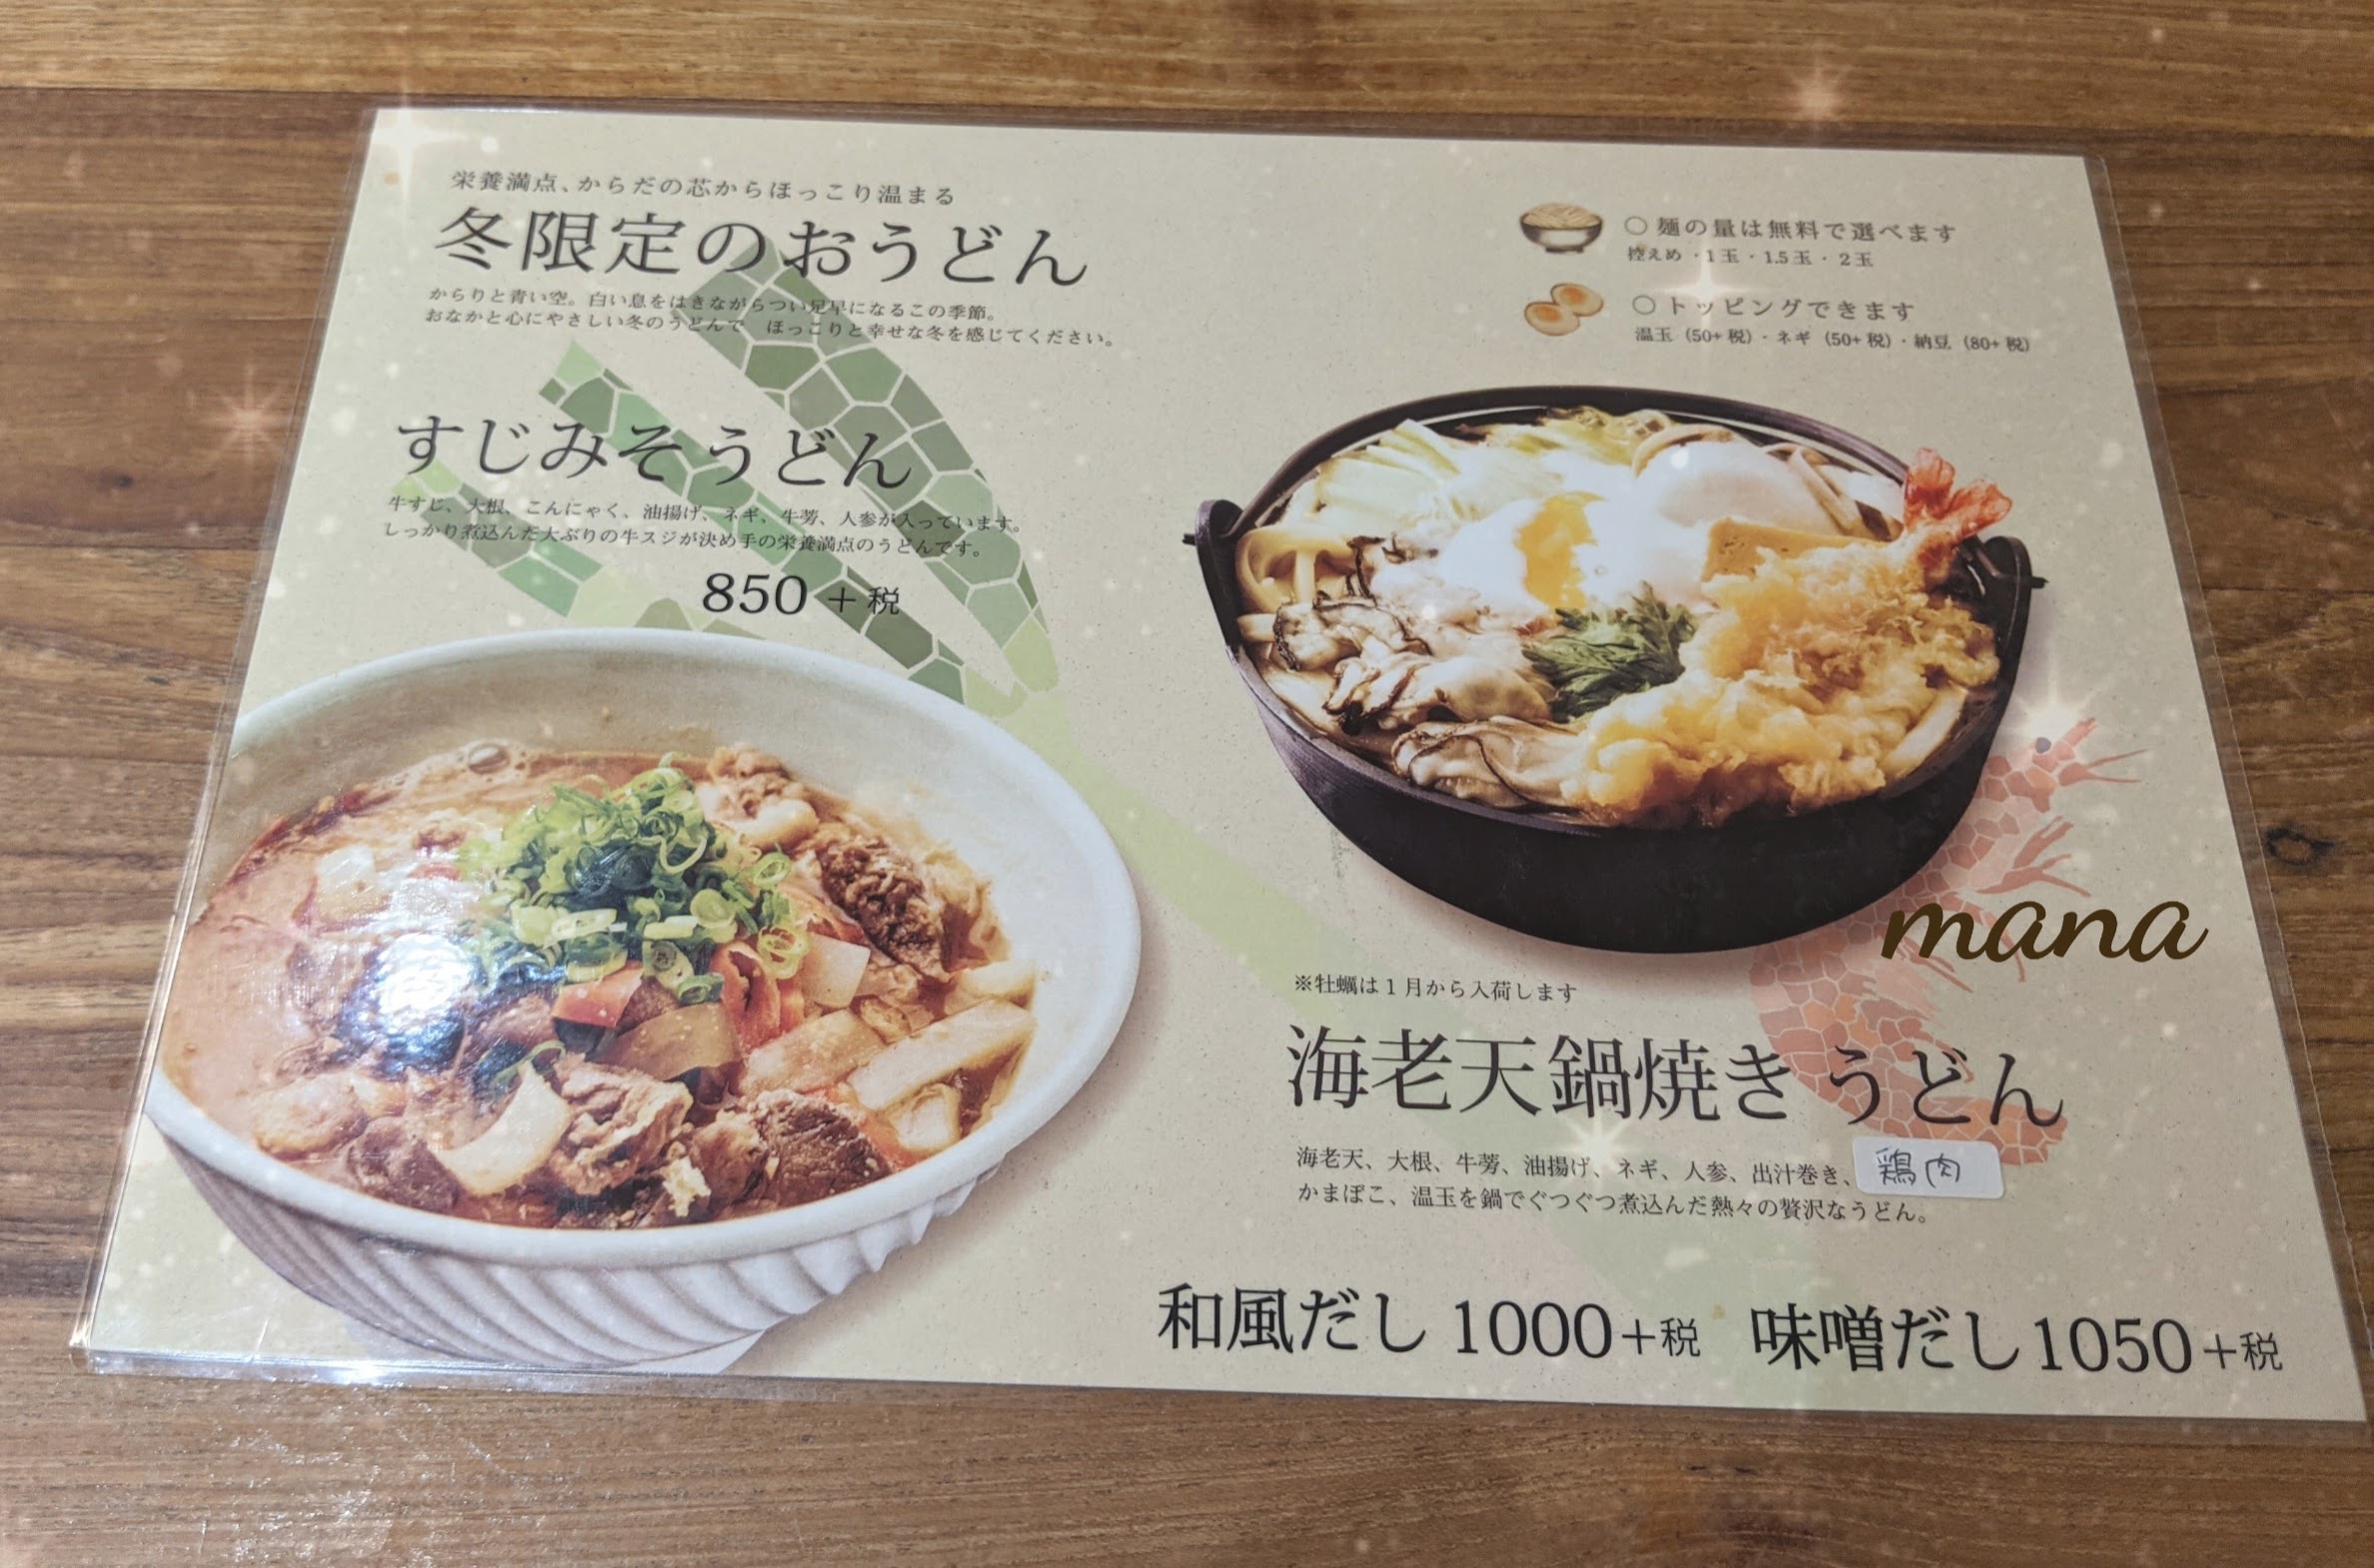 栄養満点、からだの芯からほっこり温まる
冬限定のおうどん
からりと青い空。白い息をはきながらつい足早になるこの季節。
おなかと心にやさしい冬のうどんで　ほっこりと幸せな冬を感じてください。
すじみそうどん
牛すじ、大根、こんにゃく、油揚げ、ネギ、牛蒡、人参が入っています。
しっかり煮込んだ大ぶりの牛スジが決め手の栄養満点のうどんです。
850＋税
○ 麺の量は無料で選べます
控えめ・1玉・1.5玉・2玉
○ トッピングできます
温玉（50+税）・ネギ（50+税）・納豆（80+税）
mana
※牡蠣は1月から入荷します
海老天鍋焼きうどん
海老天、大根、牛蒡、油揚げ、ネギ、人参、出汁巻き、鶏肉
かまぼこ、温玉を鍋でぐつぐつ煮込んだ熱々の贅沢なうどん。
和風だし 1000＋税　味噌だし 1050＋税